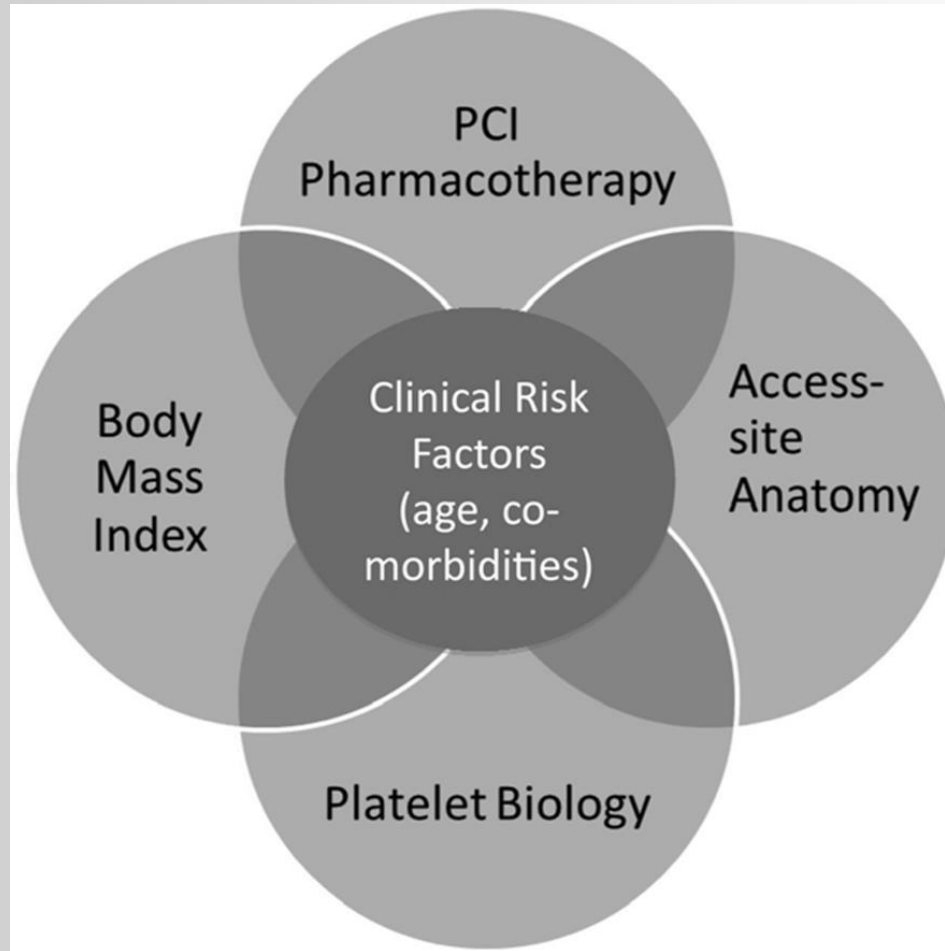 PCI
Pharmacotherapy
Body
Mass
Index
Clinical Risk
Factors
(age, co-
morbidities)
Access-
site
Anatomy
Platelet Biology